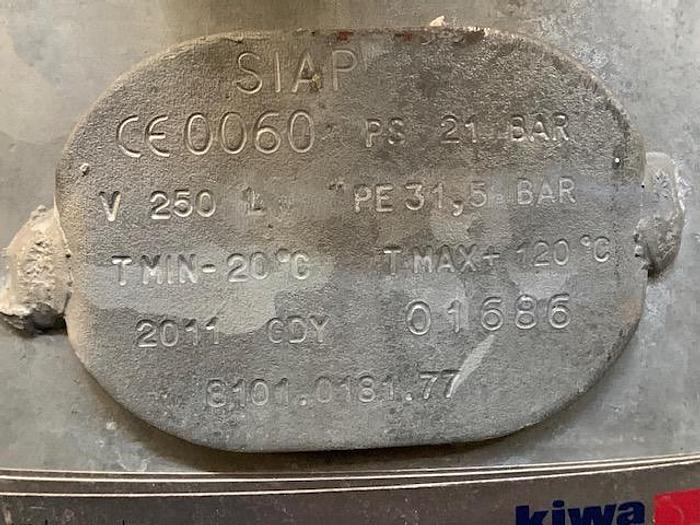 SIAP
CE 0060 PS 21 BAR
V 250 L PE 31,5 BAR
T MIN - 20 °C T MAX + 120 °C
2011 GDY 01686
8101.0181.77
kiwa